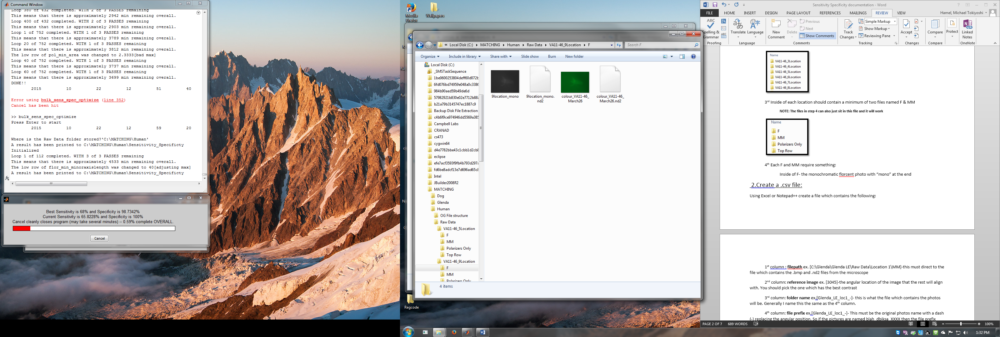 Command Window
Loop 380 of 432 completed. WITH 2 of 3 PASSES remaining
This means that there is approximately 2942 min remaining overall.
Loop 400 of 432 completed. WITH 2 of 3 PASSES remaining
This means that there is approximately 2903 min remaining overall.
Loop 1 of 752 completed. WITH 1 of 3 PASSES remaining
This means that there is approximately 3789 min remaining overall.
Loop 20 of 752 completed. WITH 1 of 3 PASSES remaining
This means that there is approximately 3812 min remaining overall.
The low row of pol_min_area was changed to 2.3333[bad max]
Loop 40 of 752 completed. WITH 1 of 3 PASSES remaining
This means that there is approximately 3737 min remaining overall.
Loop 60 of 752 completed. WITH 1 of 3 PASSES remaining
This means that there is approximately 3699 min remaining overall.
DONE!!
2015 10 22 12 51 40
Error using bulk_sens_spec_optimize (line 352)
Cancel has been hit
>> bulk_sens_spec_optimize
Press Enter to start
2015 10 22 12 59 20
Where is the Raw Data folder stored?'C:\MATCHING\Human'
A result has been printed to C:\MATCHING\Human\Sensitivity_Specificty
Initialized
Loop 1 of 112 completed. WITH 3 of 3 PASSES remaining
This means that there is approximately 4533 min remaining overall.
The low row of flor_min_minoraxislength was changed to 40[adjusting max]
A result has been printed to C:\MATCHING\Human\Sensitivity_Specificty
fx
Best Sensitivity is 68% and Specificity is 98.7342%
Current Sensitivity is 65.8228% and Specificity is 100%
Cancel cleanly closes program (may take several minutes) -- 0.59% complete OVERALL.
Cancel
Mozilla Firefox
Wallpapers
Regcode
« Local Disk (C:) MATCHING Human Raw Data VA11-46_9Location F
Search F
Organize Include in library Share with Slide show Burn New folder
Local Disk (C:)
_SMSTaskSequence
1be0600253804deff60d072b
6fd076bd74959e048a0c3386
984b90aed59b49de6d
57982921b830e02e7712b88
b21a79b3145747ec1887c9
Backup Disk File Extraction
c4b6f9ce974946dd5569a385
Campbell Labs
CRANAD
cs473
cygwin64
d4e7782bbe43c1cbb1d2cb8
eclipse
efe7acf3593f9fb4b793d297
fd6be8adcf13e7d696ad65c8
Intel
JBuilder2008R2
MATCHING
Dog
Glenda
Human
OG File structure
Raw Data
VA11-46_5Location
F
MM
Polarizers Only
Top Row
VA11-46_9Location
F
MM
Polarizers Only
9location_mono
9location_mono.nd2
colour_VA11-46_March26
colour_VA11-46_March26.nd2
4 items
Sensitivity Specificity documentation - Word
FILE HOME INSERT DESIGN PAGE LAYOUT REFERENCES MAILINGS REVIEW VIEW
Hamel, Michael Tokiyoshi
Spelling & Grammar
Translate
Language
New Comment
Delete
Previous
Next
Show Comments
Track Changes
Simple Markup
Show Markup
Reviewing Pane
Accept
Compare
Protect
Linked Notes
Proofing Language Comments Tracking Changes Compare OneNote
Name
VA11-46_3Location
VA11-46_4Location
VA11-46_5Location
VA11-46_6Location
VA11-46_7Location
VA11-46_8Location
3rd Inside of each location should contain a minimum of two files named F & MM
NOTE: The files in step 4 can also just sit in this file and it will work
Name
F
MM
Polarizers Only
Top Row
4th Each F and MM require something:
Inside of F- the monochromatic florcent photo with “mono” at the end
2.Create a .csv file:
Using Excel or Notepad++ create a file which contains the following:
1st column : filepath ex. [C:\Glenda\Glenda LE\Raw Data\Location 1\MM]-this must direct to the
file which contains the .bmp and .nd2 files from the microscope
2nd column: reference image ex. [3045]-the angular location of the image that the rest will align
with. You should pick the one which has the best contrast
3rd column: folder name ex.[Glenda_LE_loc1_-]- this is what the file which contains the photos
will be. Generally I name this the same as the 4th column.
4th column: file prefix ex.[Glenda_LE_loc1_-]- This must be the original photos name with a dash
(-) replacing the angular position. So if the pictures are named blah_dbiksa_XXXX then the file prefix
PAGE 2 OF 7 689 WORDS
100%
1:32 PM